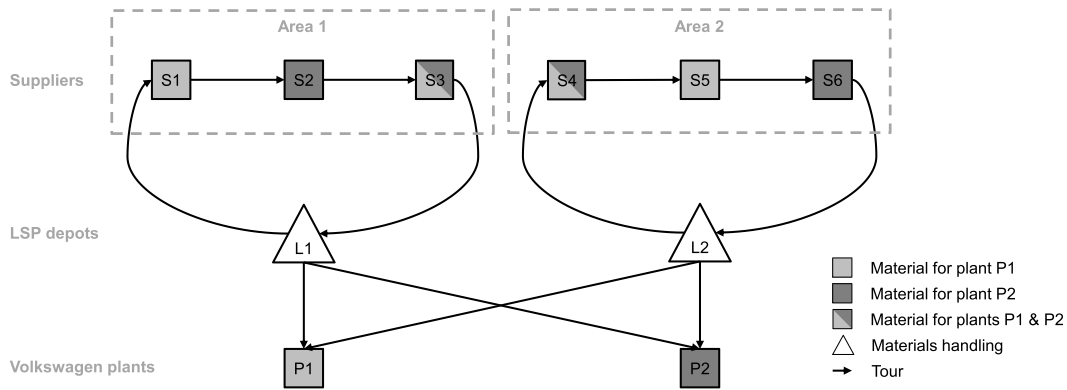 Area 1
Area 2
Suppliers
S1
S2
S3
S4
S5
S6
LSP depots
L1
L2
Material for plant P1
Material for plant P2
Material for plants P1 & P2
Materials handling
Tour
Volkswagen plants
P1
P2